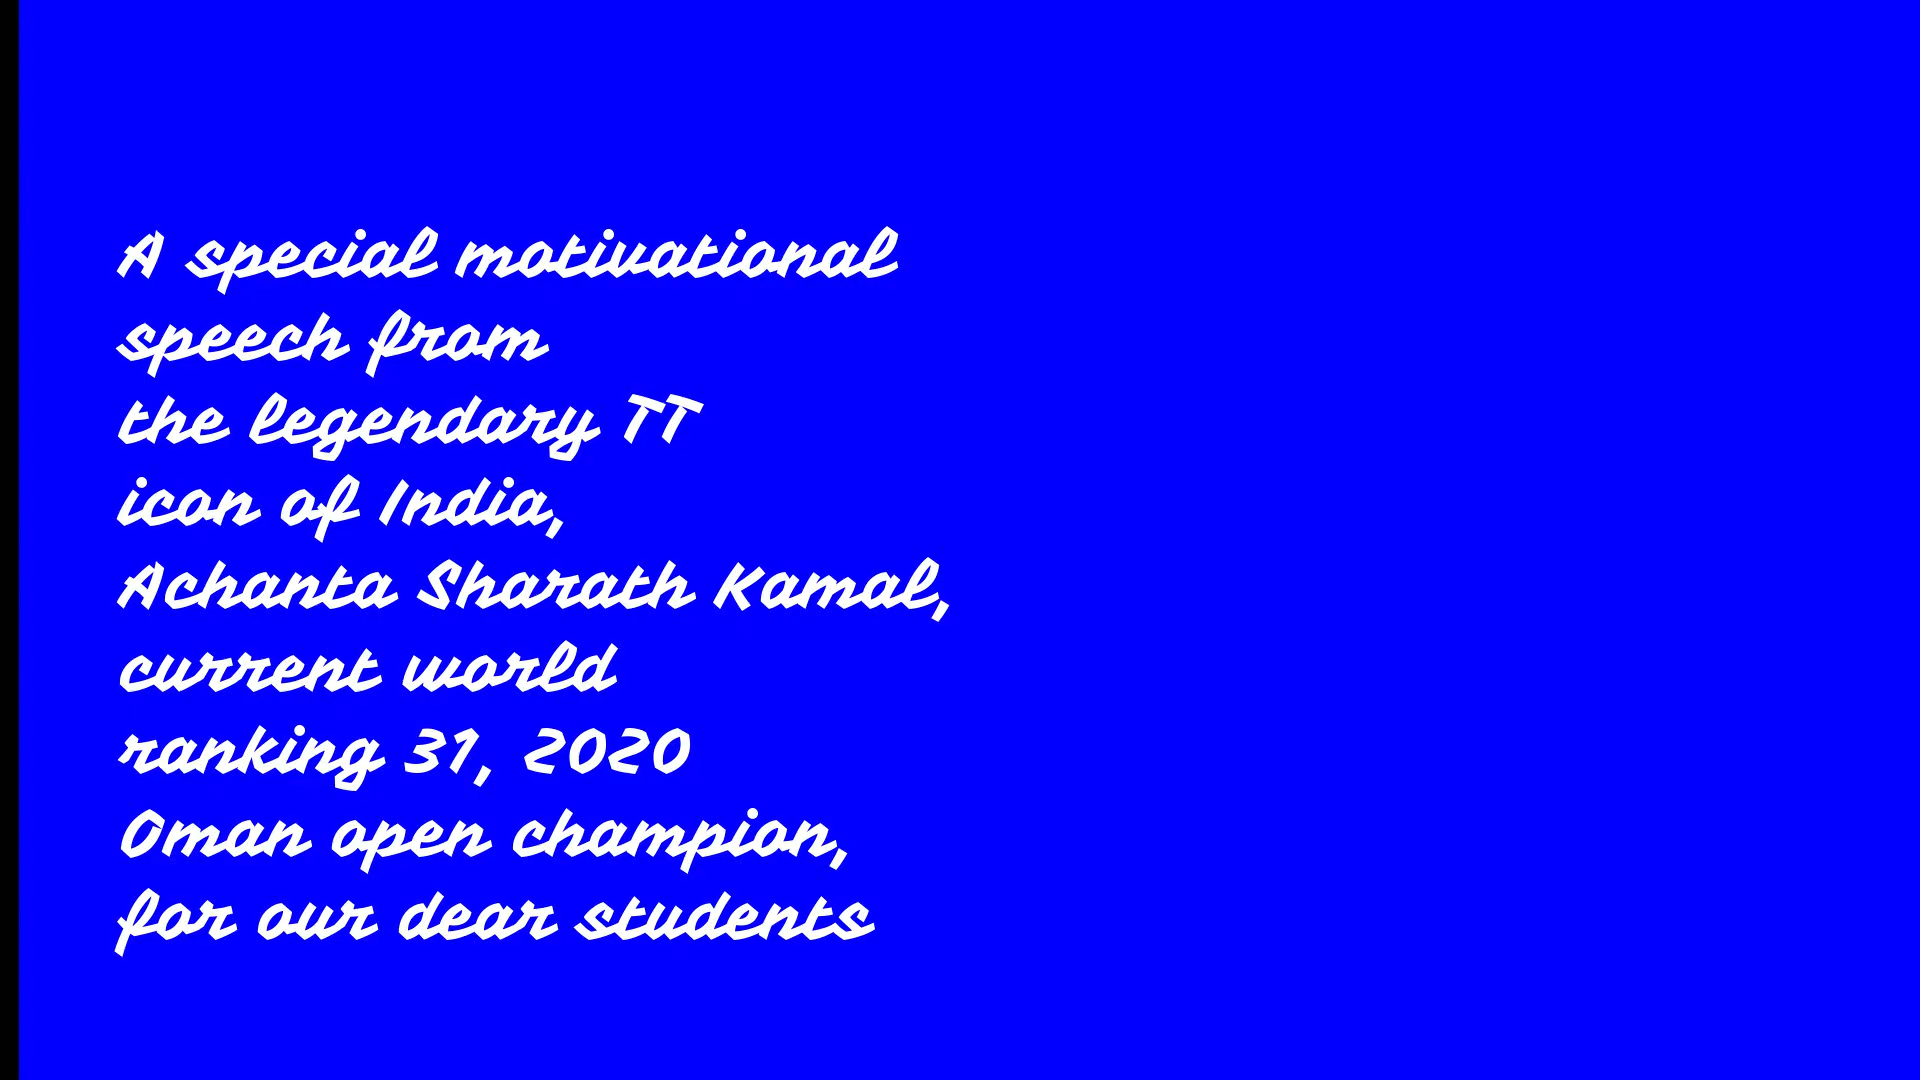 A special motivational
speech from
the legendary TT
icon of India,
Achanta Sharath Kamal,
current world
ranking 31, 2020
Oman open champion,
for our dear students